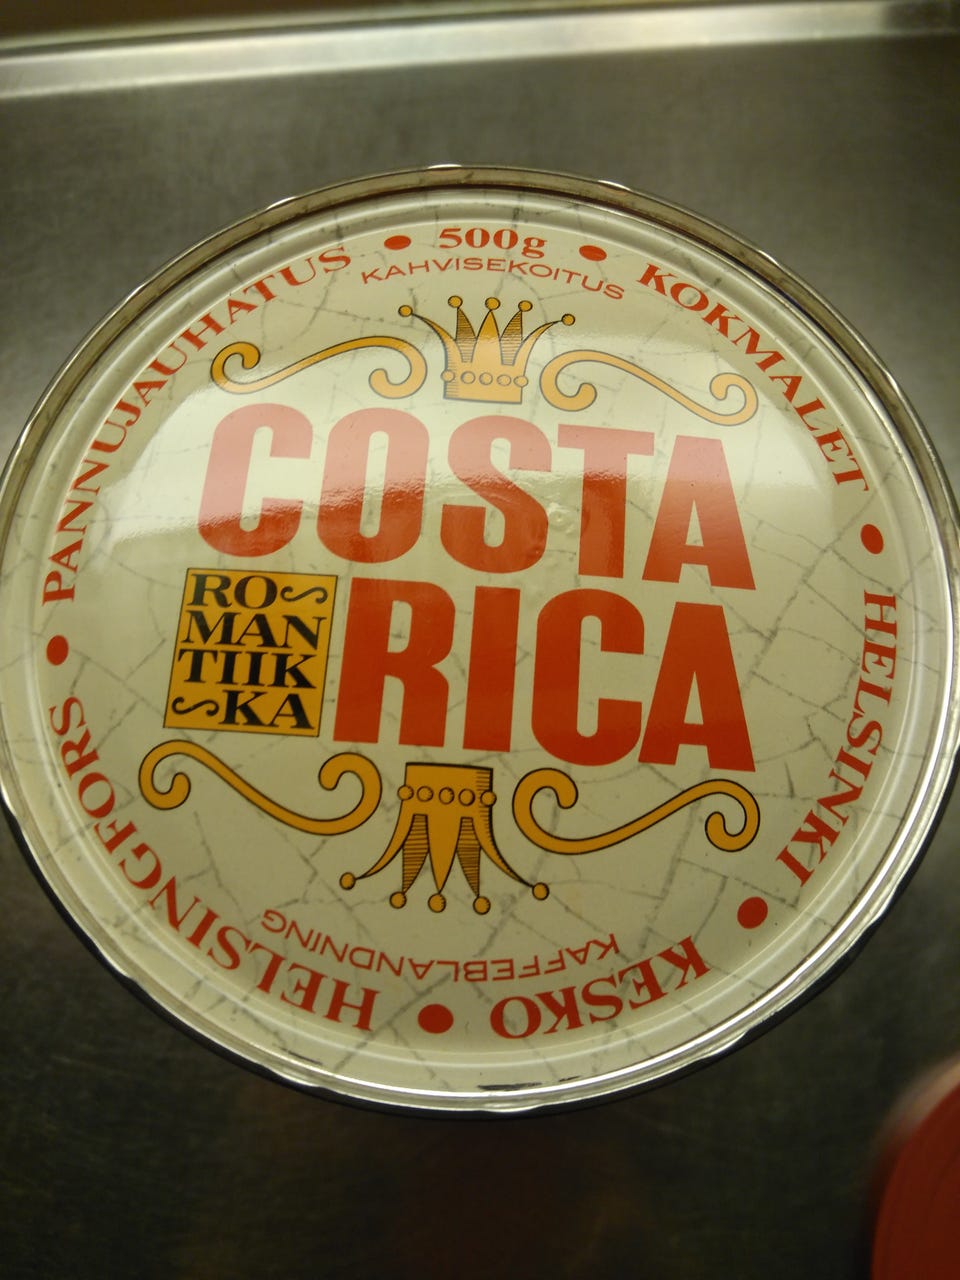 500g
KAHVISEKOITUS
KOKMALET
HELSINKI
KESKO
HELSINGFORS
PANNUJAUHATUS
COSTA
RICA
RO
MAN
TIIK
KA
KAFFEBLANDNING